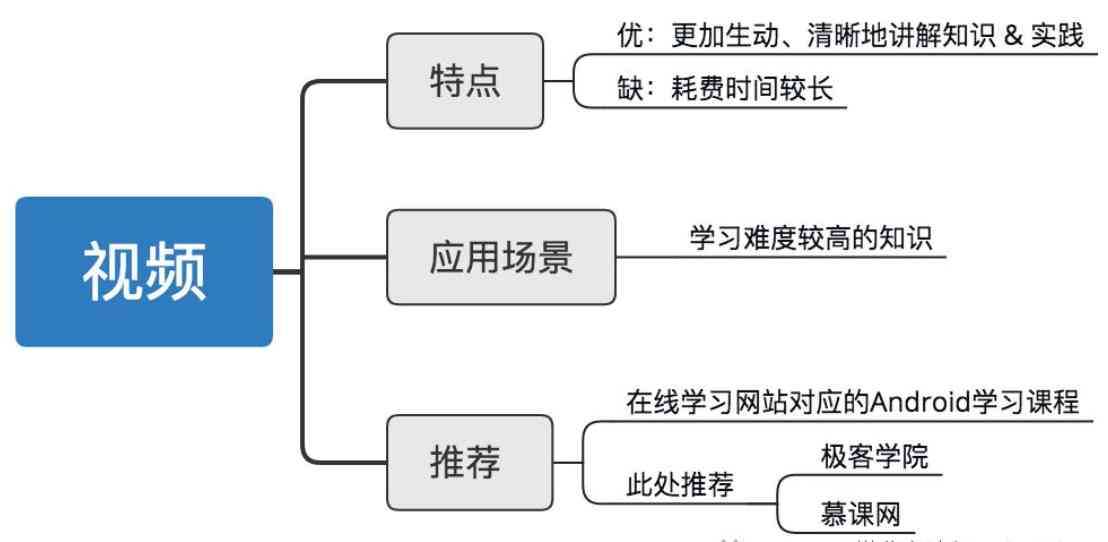 视频
特点
优：更加生动、清晰地讲解知识 & 实践
缺：耗费时间较长
应用场景
学习难度较高的知识
推荐
在线学习网站对应的Android学习课程
此处推荐
极客学院
慕课网